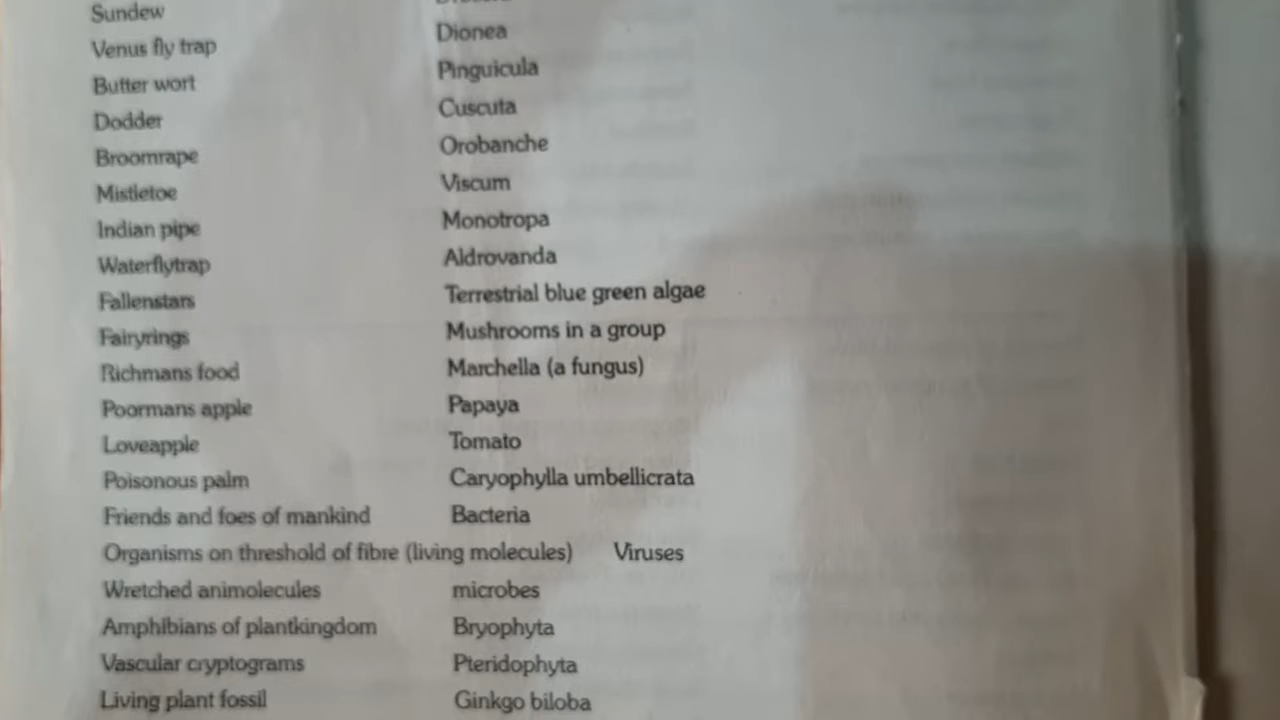 Sundew
Venus fly trap Dionea
Butter wort Pinguicula
Dodder Cuscuta
Broomrape Orobanche
Mistletoe Viscum
Indian pipe Monotropa
Waterflytrap Aldrovanda
Fallenstars Terrestrial blue green algae
Fairyrings Mushrooms in a group
Richmans food Marchella (a fungus)
Poormans apple Papaya
Loveapple Tomato
Poisonous palm Caryophylla umbellicrata
Friends and foes of mankind Bacteria
Organisms on threshold of fibre (living molecules) Viruses
Wretched animolecules microbes
Amphibians of plantkingdom Bryophyta
Vascular cryptograms Pteridophyta
Living plant fossil Ginkgo biloba